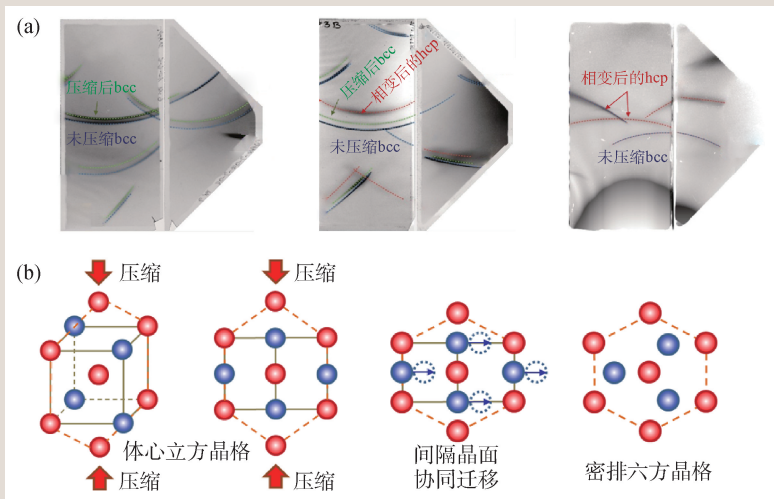 (a)
压缩后bcc
未压缩bcc
压缩后bcc
相变后的hcp
未压缩bcc
相变后的hcp
未压缩bcc
(b)
压缩
压缩
体心立方晶格
压缩
压缩
间隔晶面
协同迁移
密排六方晶格